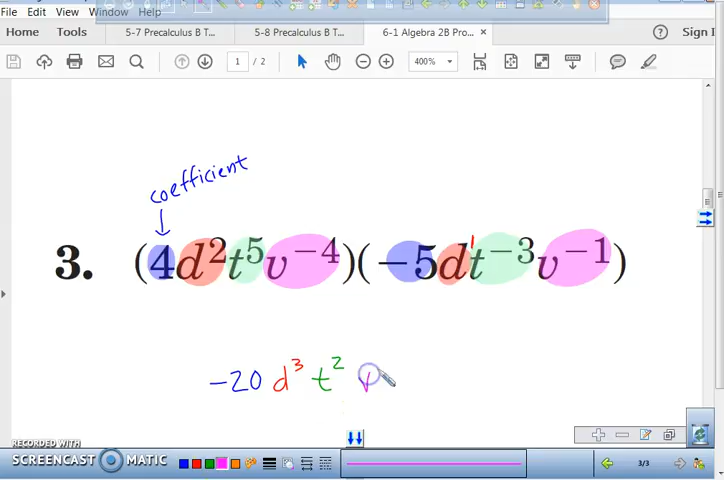 File Edit View Window Help
Home Tools 5-7 Precalculus B T... 5-8 Precalculus B T... 6-1 Algebra 2B Pro... × Sign I
1 / 2 400%
coefficient
3. (4d²t⁵v⁻⁴)(−5d¹t⁻³v⁻¹)
−20 d³ t² v
RECORDED WITH
SCREENCAST MATIC
3/3